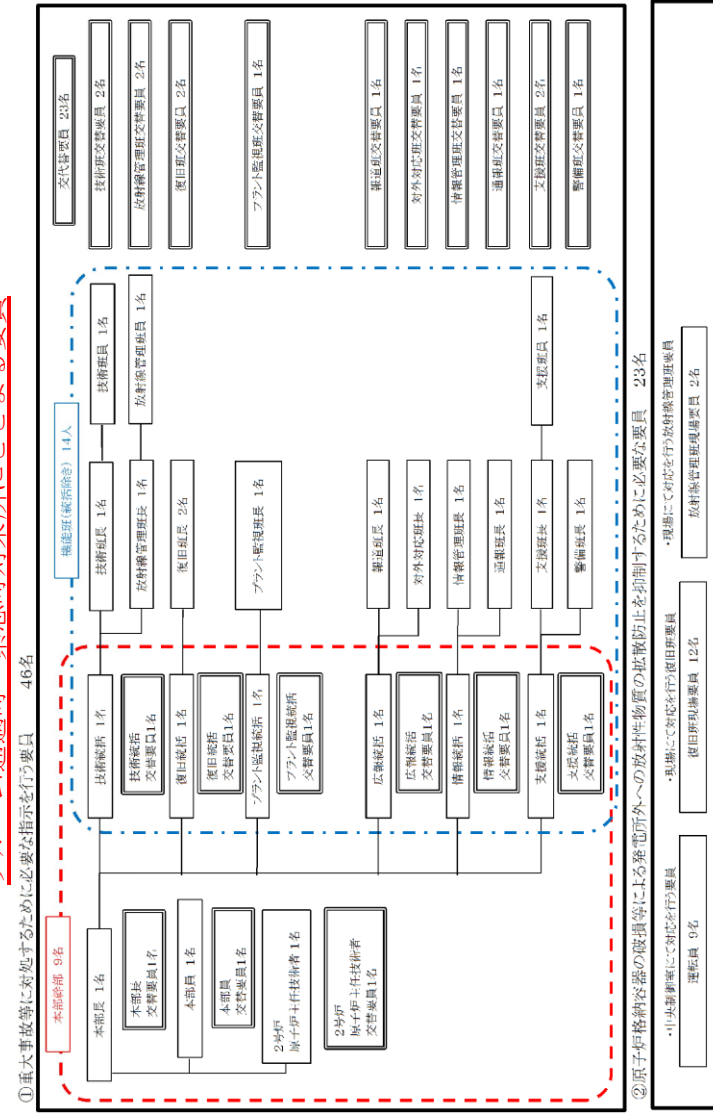 ①重大事故等に対処するために必要な指示を行う要員 46名
本部幹部 9名
機能班(統括除き) 14人
交代替要員 23名
本部長 1名
本部長
交替要員1名
本部員 1名
本部員
交替要員1名
2号炉
原子炉主任技術者 1名
2号炉
原子炉主任技術者
交替要員1名
技術統括 1名
技術統括
交替要員1名
復旧統括 1名
復旧統括
交替要員1名
プラント監視統括 1名
プラント監視統括
交替要員1名
広報統括 1名
広報統括
交替要員1名
情報統括 1名
情報統括
交替要員1名
支援統括 1名
支援統括
交替要員1名
技術班長 1名
放射線管理班長 1名
復旧班長 2名
プラント監視班長 1名
報道班長 1名
対外対応班長 1名
情報管理班長 1名
通報班長 1名
支援班長 1名
警備班長 1名
技術班員 1名
放射線管理班員 1名
支援班員 1名
技術班交替要員 2名
放射線管理班交替要員 2名
復旧班交替要員 2名
プラント監視班交替要員 1名
報道班交替要員 1名
対外対応班交替要員 1名
情報管理班交替要員 1名
通報班交替要員 1名
支援班交替要員 2名
警備班交替要員 1名
②原子炉格納容器の破損等による発電所外への放射性物質の拡散防止を抑制するために必要な要員 23名
・中央制御室にて対応を行う要員
運転員 9名
・現場にて対応を行う復旧班要員
復旧班現場要員 12名
・現場にて対応を行う放射線管理班要員
放射線管理班現場要員 2名